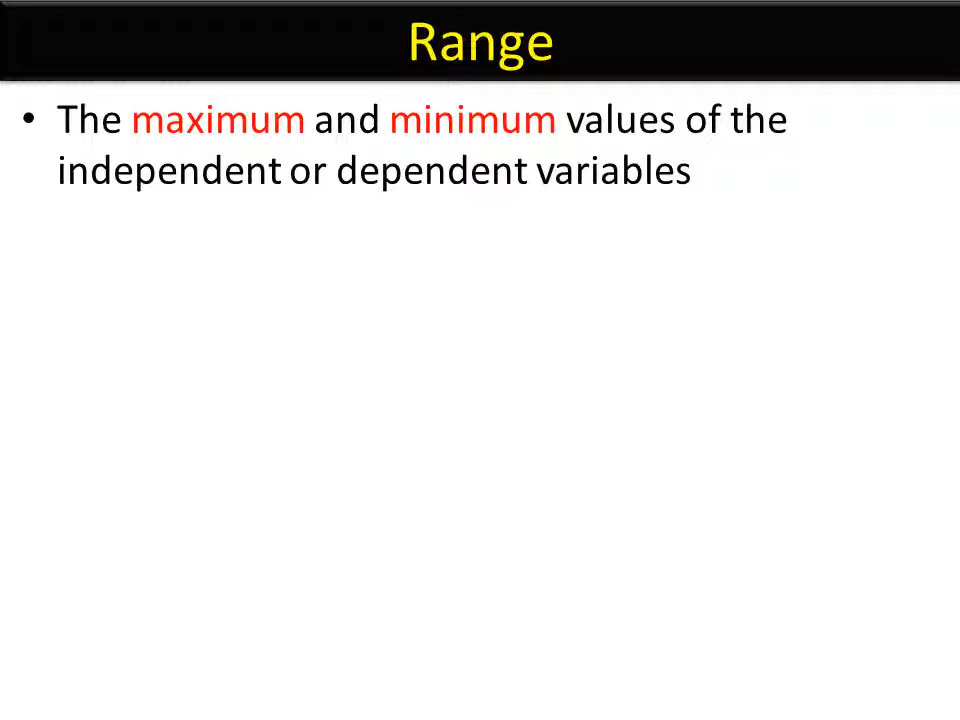 Range
• The maximum and minimum values of the
independent or dependent variables